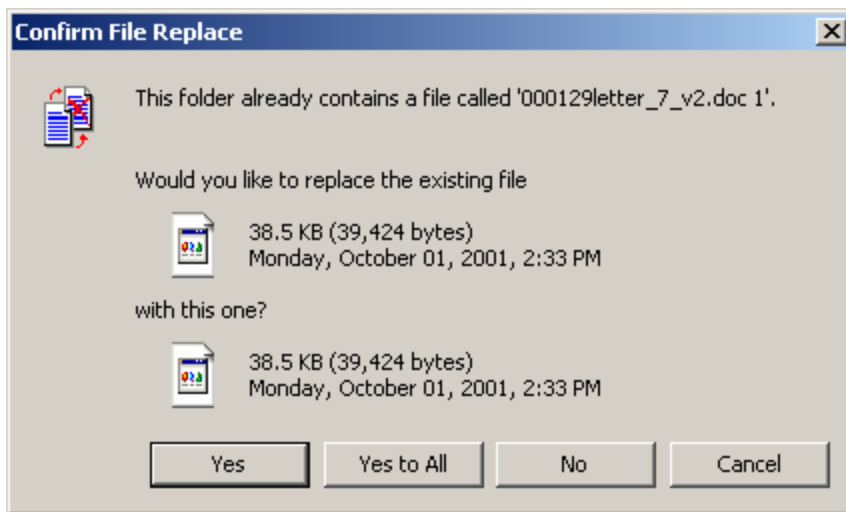 Confirm File Replace
This folder already contains a file called '000129letter_7_v2.doc 1'.
Would you like to replace the existing file
38.5 KB (39,424 bytes)
Monday, October 01, 2001, 2:33 PM
with this one?
38.5 KB (39,424 bytes)
Monday, October 01, 2001, 2:33 PM
Yes
Yes to All
No
Cancel